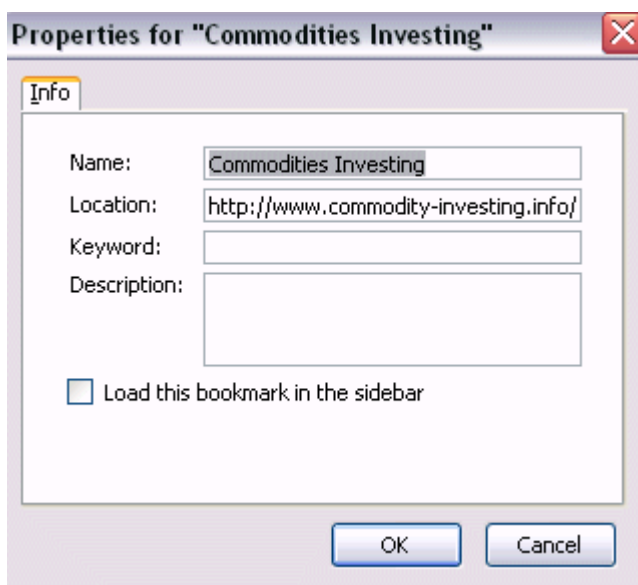 Properties for "Commodities Investing"
Info
Name: Commodities Investing
Location: http://www.commodity-investing.info/
Keyword:
Description:
Load this bookmark in the sidebar
OK Cancel